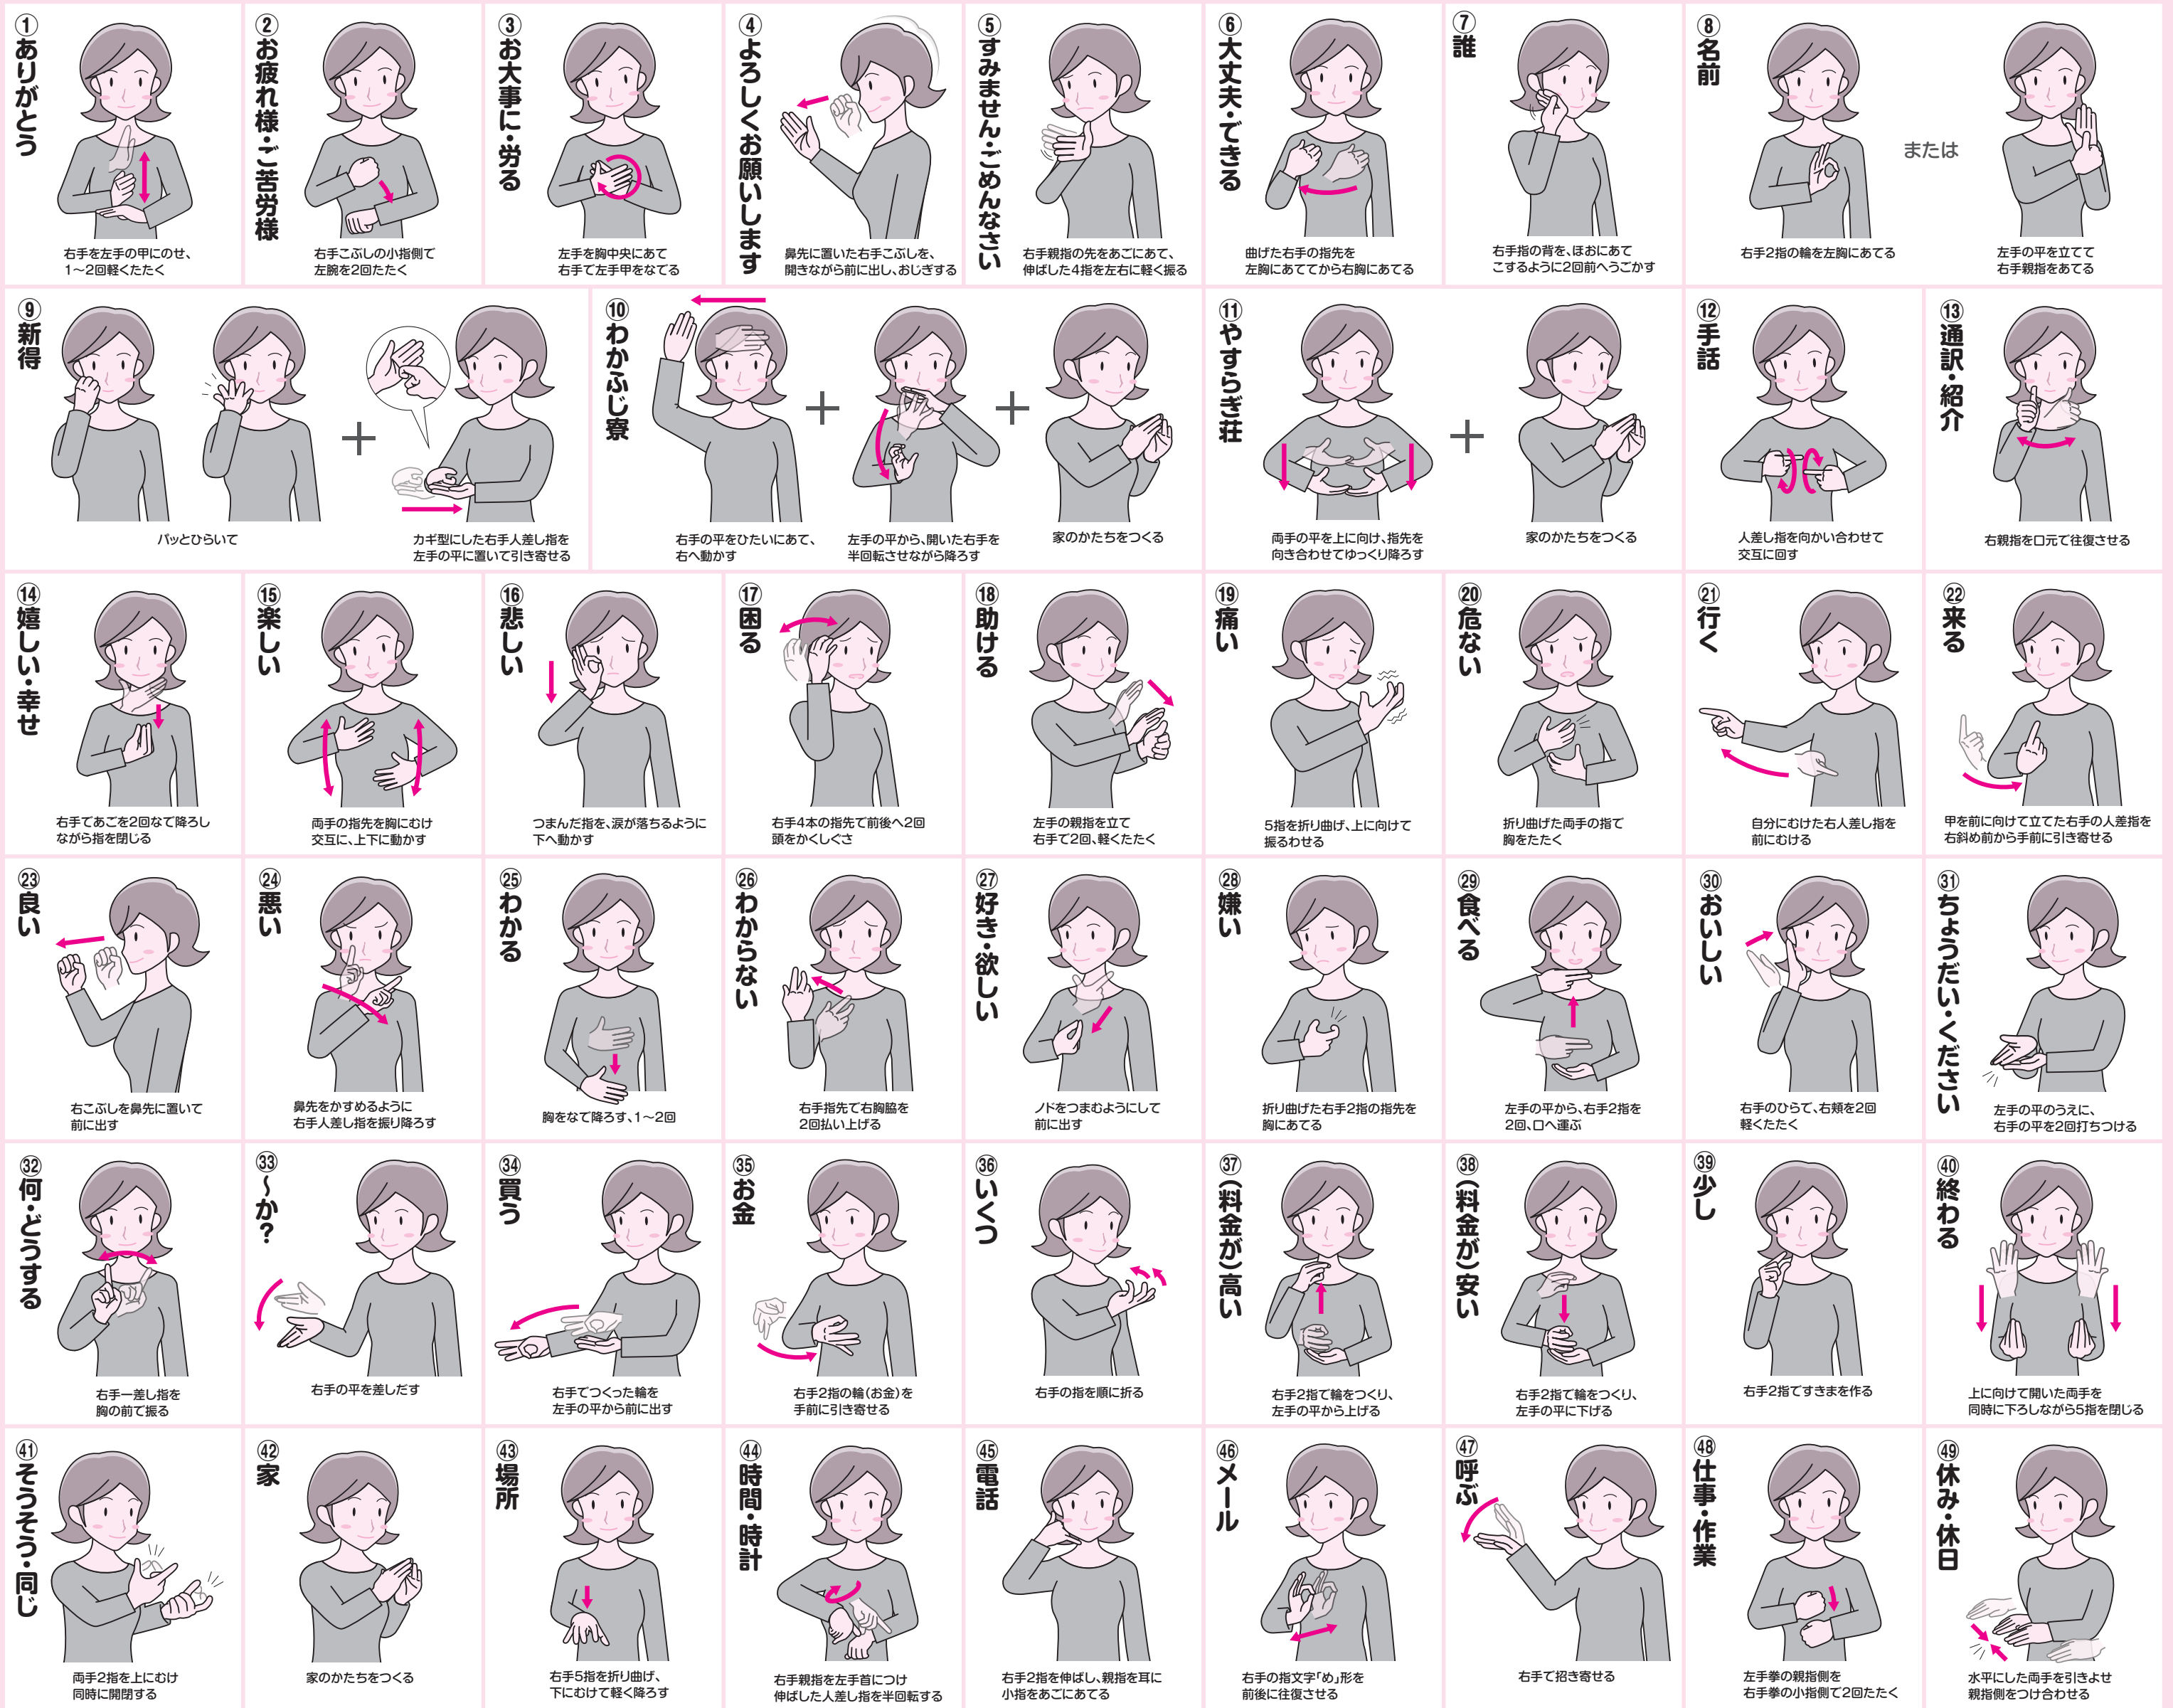 ①ありがとう
右手を左手の甲にのせ、
1～2回軽くたたく
②お疲れ様・ご苦労様
右手こぶしの小指側で
左腕を2回たたく
③お大事に・労る
左手を胸中央にあて
右手で左手甲をなでる
④よろしくお願いします
鼻先に置いた右手こぶしを、
開きながら前に出し、おじぎする
⑤すみません・ごめんなさい
右手親指の先をあごにあて、
伸ばした4指を左右に軽く振る
⑥大丈夫・できる
曲げた右手の指先を
左胸にあててから右胸にあてる
⑦誰
右手指の背を、ほおにあて
こするように2回前へうごかす
⑧名前
右手2指の輪を左胸にあてる
または
左手の平を立てて
右手親指をあてる
⑨新得
パッとひらいて
＋
カギ型にした右手人差し指を
左手の平に置いて引き寄せる
⑩わかふじ寮
右手の平をひたいにあて、
右へ動かす
＋
左手の平から、開いた右手を
半回転させながら降ろす
＋
家のかたちをつくる
⑪やすらぎ荘
両手の平を上に向け、指先を
向き合わせてゆっくり降ろす
＋
家のかたちをつくる
⑫手話
人差し指を向かい合わせて
交互に回す
⑬通訳・紹介
右親指を口元で往復させる
⑭嬉しい・幸せ
右手であごを2回なで降ろし
ながら指を閉じる
⑮楽しい
両手の指先を胸にむけ
交互に、上下に動かす
⑯悲しい
つまんだ指を、涙が落ちるように
下へ動かす
⑰困る
右手4本の指先で前後へ2回
頭をかくしぐさ
⑱助ける
左手の親指を立て
右手で2回、軽くたたく
⑲痛い
5指を折り曲げ、上に向けて
振るわせる
⑳危ない
折り曲げた両手の指で
胸をたたく
㉑行く
自分にむけた右人差し指を
前にむける
㉒来る
甲を前に向けて立てた右手の人差指を
右斜め前から手前に引き寄せる
㉓良い
右こぶしを鼻先に置いて
前に出す
㉔悪い
鼻先をかすめるように
右手人差し指を振り降ろす
㉕わかる
胸をなで降ろす、1～2回
㉖わからない
右手指先で右胸脇を
2回払い上げる
㉗好き・欲しい
ノドをつまむようにして
前に出す
㉘嫌い
折り曲げた右手2指の指先を
胸にあてる
㉙食べる
左手の平から、右手2指を
2回、口へ運ぶ
㉚おいしい
右手のひらで、右頬を2回
軽くたたく
㉛ちょうだい・ください
左手の平のうえに、
右手の平を2回打ちつける
㉜何・どうする
右手一差し指を
胸の前で振る
㉝～か？
右手の平を差しだす
㉞買う
右手でつくった輪を
左手の平から前に出す
㉟お金
右手2指の輪（お金）を
手前に引き寄せる
㊱いくつ
右手の指を順に折る
㊲（料金が）高い
右手2指で輪をつくり、
左手の平から上げる
㊳（料金が）安い
右手2指で輪をつくり、
左手の平に下げる
㊴少し
右手2指ですきまを作る
㊵終わる
上に向けて開いた両手を
同時に下ろしながら5指を閉じる
㊶そうそう・同じ
両手2指を上にむけ
同時に開閉する
㊷家
家のかたちをつくる
㊸場所
右手5指を折り曲げ、
下にむけて軽く降ろす
㊹時間・時計
右手親指を左手首につけ
伸ばした人差し指を半回転する
㊺電話
右手2指を伸ばし、親指を耳に
小指をあごにあてる
㊻メール
右手の指文字「め」形を
前後に往復させる
㊼呼ぶ
右手で招き寄せる
㊽仕事・作業
左手拳の親指側を
右手拳の小指側で2回たたく
㊾休み・休日
水平にした両手を引きよせ
親指側をつけ合わせる